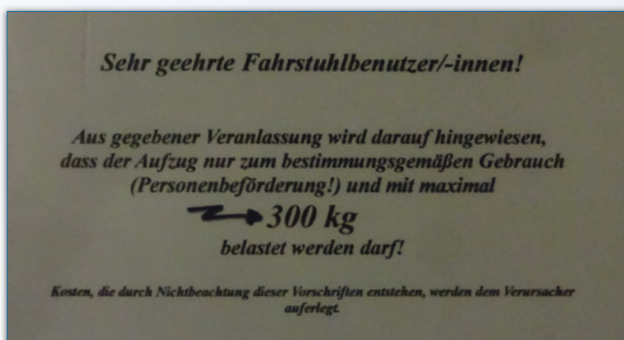 Sehr geehrte Fahrstuhlbenutzer/-innen!
Aus gegebener Veranlassung wird darauf hingewiesen,
dass der Aufzug nur zum bestimmungsgemäßen Gebrauch
(Personenbeförderung!) und mit maximal
300 kg
belastet werden darf!
Kosten, die durch Nichtbeachtung dieser Vorschriften entstehen, werden dem Verursacher
auferlegt.